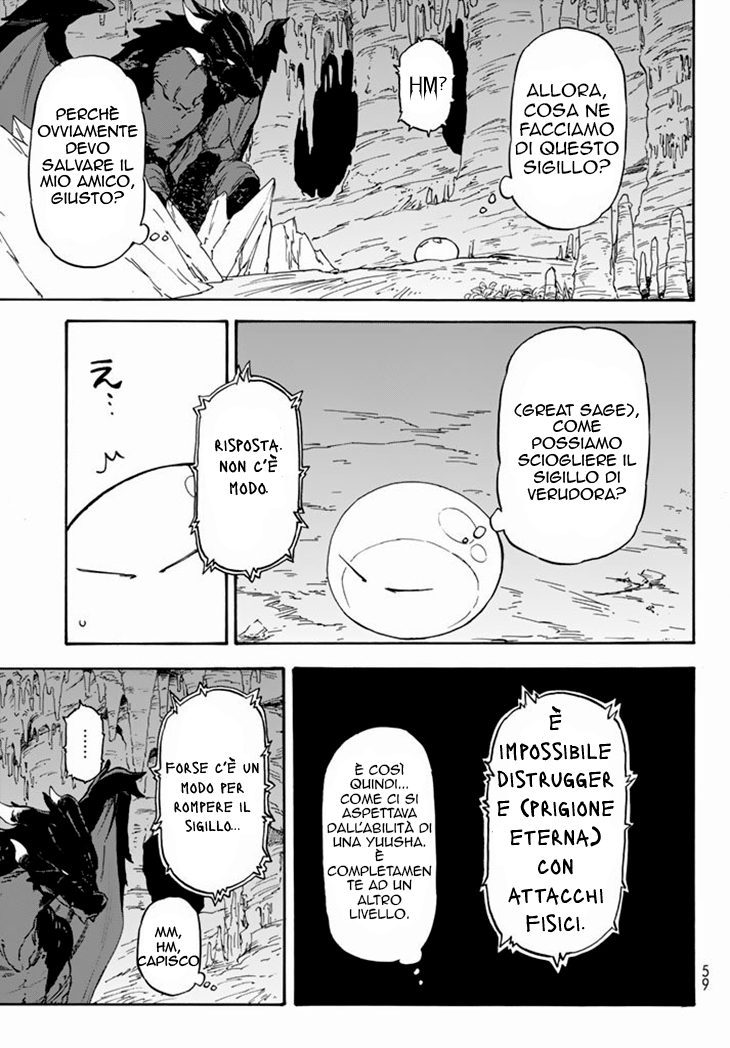 ALLORA,
COSA NE
FACCIAMO
DI QUESTO
SIGILLO?
HM?
PERCHÈ
OVVIAMENTE
DEVO
SALVARE IL
MIO AMICO,
GIUSTO?
(GREAT SAGE),
COME
POSSIAMO
SCIOGLIERE IL
SIGILLO DI
VERUDORA?
RISPOSTA.
NON C'È
MODO.
え…
È
IMPOSSIBILE
DISTRUGGER
E (PRIGIONE
ETERNA)
CON
ATTACCHI
FISICI.
È COSÌ
QUINDI...
COME CI SI
ASPETTAVA
DALL'ABILITÀ DI
UNA YUUSHA.
È
COMPLETAMEN
TE AD UN
ALTRO
LIVELLO.
FORSE C'È UN
MODO PER
ROMPERE IL
SIGILLO...
......
MM,
HM,
CAPISCO
59